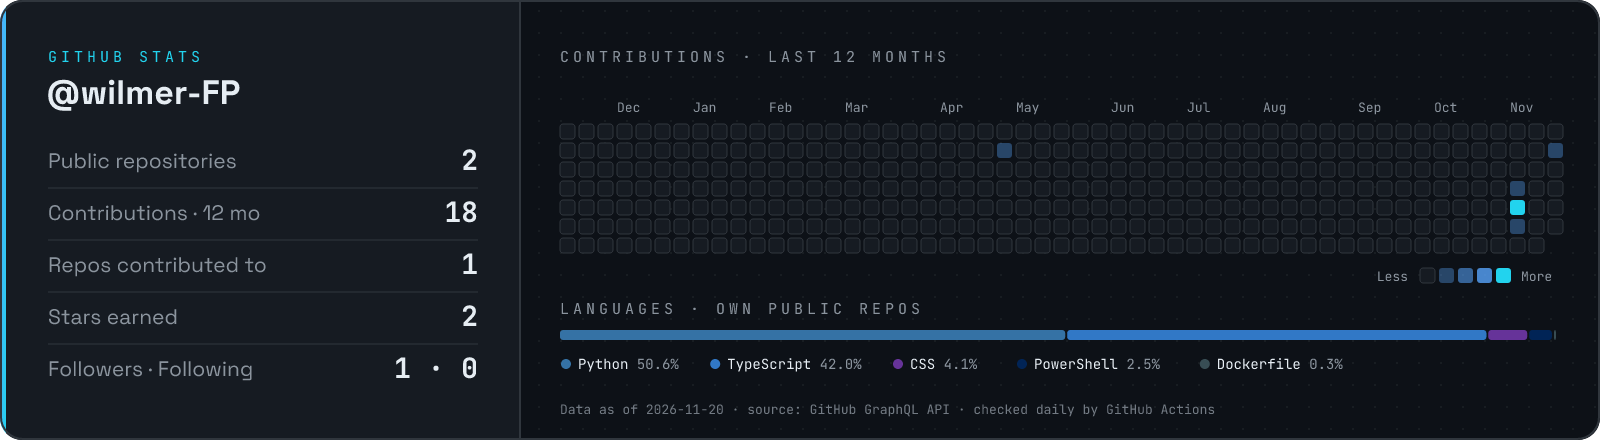 GITHUB STATS
@wilmer-FP
Public repositories 2
Contributions · 12 mo 18
Repos contributed to 1
Stars earned 2
Followers · Following 1 · 0
CONTRIBUTIONS · LAST 12 MONTHS
Dec Jan Feb Mar Apr May Jun Jul Aug Sep Oct Nov
Less More
LANGUAGES · OWN PUBLIC REPOS
Python 50.6% TypeScript 42.0% CSS 4.1% PowerShell 2.5% Dockerfile 0.3%
Data as of 2026-11-20 · source: GitHub GraphQL API · checked daily by GitHub Actions